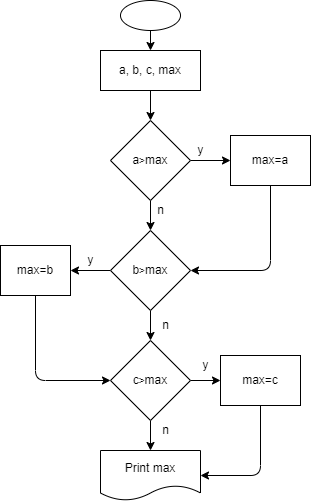 a, b, c, max
a>max
y
max=a
n
b>max
y
max=b
n
c>max
y
max=c
n
Print max